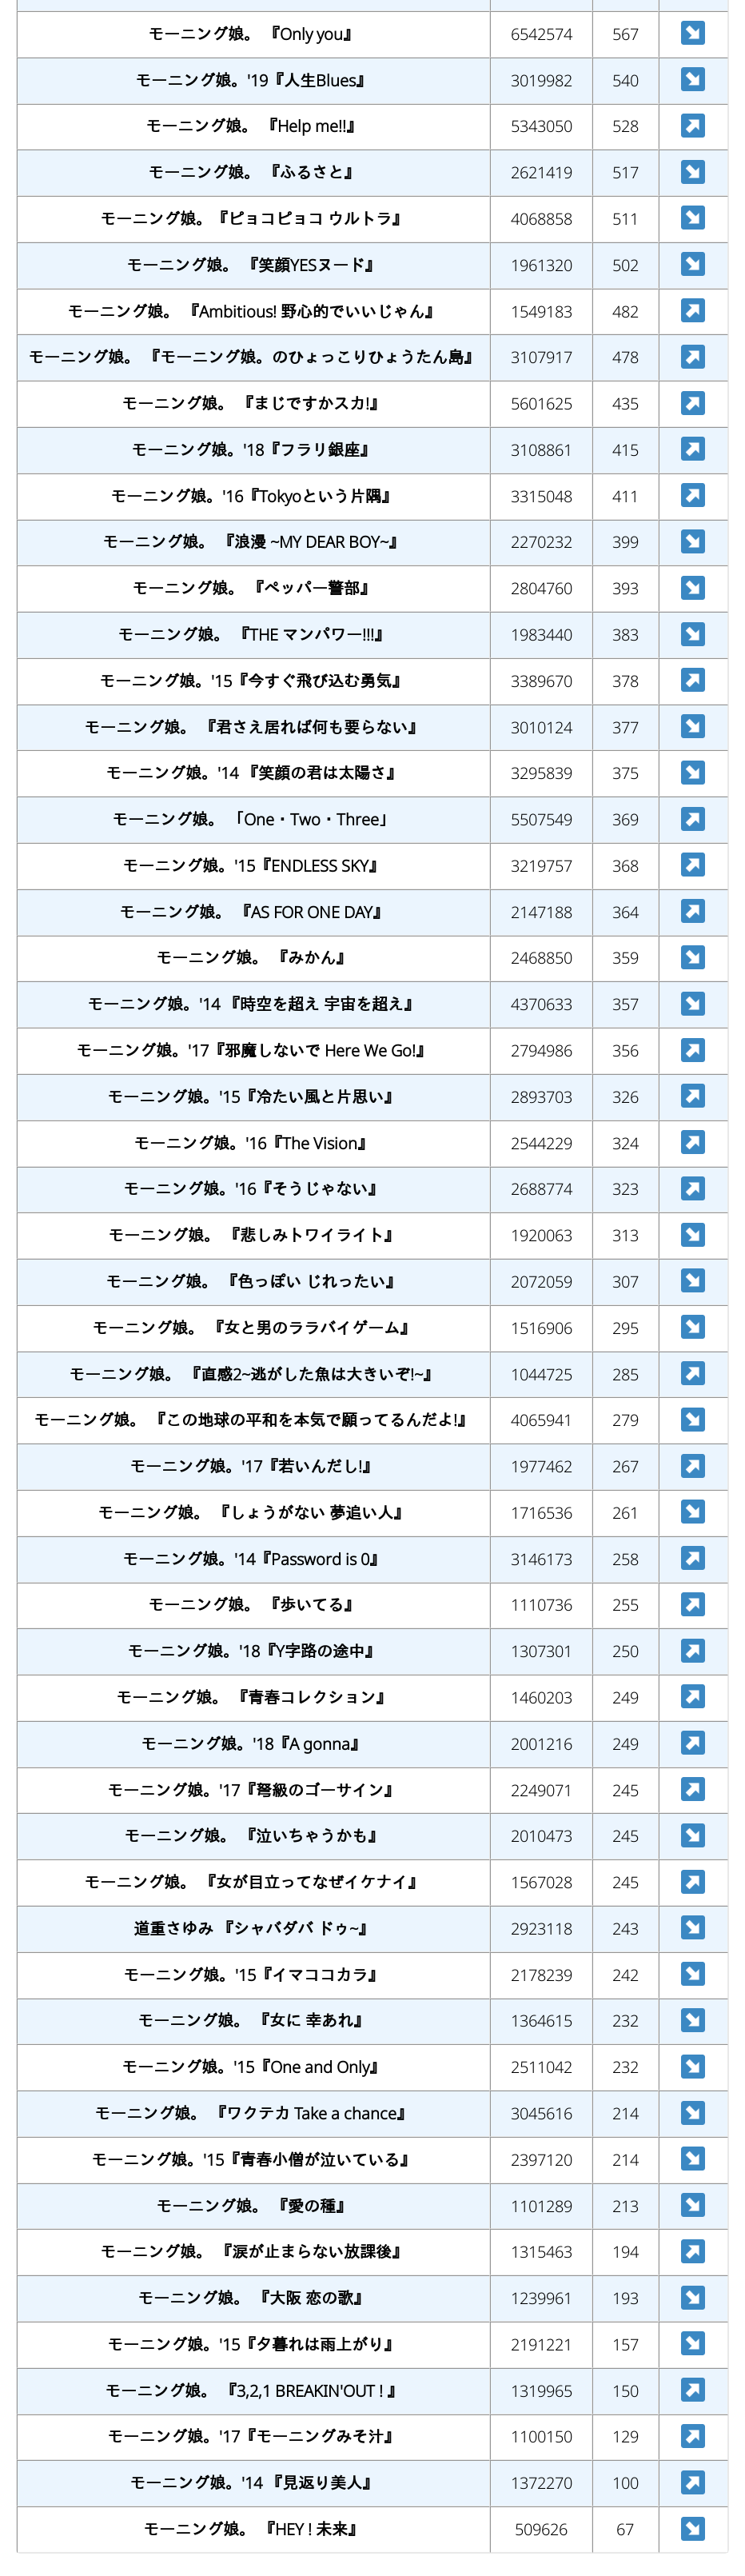 モーニング娘。 『Only you』 6542574 567
モーニング娘。'19『人生Blues』 3019982 540
モーニング娘。 『Help me!!』 5343050 528
モーニング娘。 『ふるさと』 2621419 517
モーニング娘。『ピョコピョコ ウルトラ』 4068858 511
モーニング娘。 『笑顔YESヌード』 1961320 502
モーニング娘。 『Ambitious! 野心的でいいじゃん』 1549183 482
モーニング娘。 『モーニング娘。のひょっこりひょうたん島』 3107917 478
モーニング娘。 『まじですかスカ!』 5601625 435
モーニング娘。'18『フラリ銀座』 3108861 415
モーニング娘。'16『Tokyoという片隅』 3315048 411
モーニング娘。 『浪漫 ~MY DEAR BOY~』 2270232 399
モーニング娘。 『ペッパー警部』 2804760 393
モーニング娘。 『THE マンパワー!!!』 1983440 383
モーニング娘。'15『今すぐ飛び込む勇気』 3389670 378
モーニング娘。 『君さえ居れば何も要らない』 3010124 377
モーニング娘。'14 『笑顔の君は太陽さ』 3295839 375
モーニング娘。 「One・Two・Three」 5507549 369
モーニング娘。'15『ENDLESS SKY』 3219757 368
モーニング娘。 『AS FOR ONE DAY』 2147188 364
モーニング娘。 『みかん』 2468850 359
モーニング娘。'14 『時空を超え 宇宙を超え』 4370633 357
モーニング娘。'17『邪魔しないで Here We Go!』 2794986 356
モーニング娘。'15『冷たい風と片思い』 2893703 326
モーニング娘。'16『The Vision』 2544229 324
モーニング娘。'16『そうじゃない』 2688774 323
モーニング娘。 『悲しみトワイライト』 1920063 313
モーニング娘。 『色っぽい じれったい』 2072059 307
モーニング娘。 『女と男のララバイゲーム』 1516906 295
モーニング娘。 『直感2~逃がした魚は大きいぞ!~』 1044725 285
モーニング娘。 『この地球の平和を本気で願ってるんだよ!』 4065941 279
モーニング娘。'17『若いんだし!』 1977462 267
モーニング娘。 『しょうがない 夢追い人』 1716536 261
モーニング娘。'14『Password is 0』 3146173 258
モーニング娘。 『歩いてる』 1110736 255
モーニング娘。'18『Y字路の途中』 1307301 250
モーニング娘。 『青春コレクション』 1460203 249
モーニング娘。'18『A gonna』 2001216 249
モーニング娘。'17『弩級のゴーサイン』 2249071 245
モーニング娘。 『泣いちゃうかも』 2010473 245
モーニング娘。 『女が目立ってなぜイケナイ』 1567028 245
道重さゆみ 『シャバダバ ドゥ~』 2923118 243
モーニング娘。'15『イマココカラ』 2178239 242
モーニング娘。 『女に 幸あれ』 1364615 232
モーニング娘。'15『One and Only』 2511042 232
モーニング娘。 『ワクテカ Take a chance』 3045616 214
モーニング娘。'15『青春小僧が泣いている』 2397120 214
モーニング娘。 『愛の種』 1101289 213
モーニング娘。 『涙が止まらない放課後』 1315463 194
モーニング娘。 『大阪 恋の歌』 1239961 193
モーニング娘。'15『夕暮れは雨上がり』 2191221 157
モーニング娘。 『3,2,1 BREAKIN'OUT ! 』 1319965 150
モーニング娘。'17『モーニングみそ汁』 1100150 129
モーニング娘。'14 『見返り美人』 1372270 100
モーニング娘。 『HEY ! 未来』 509626 67